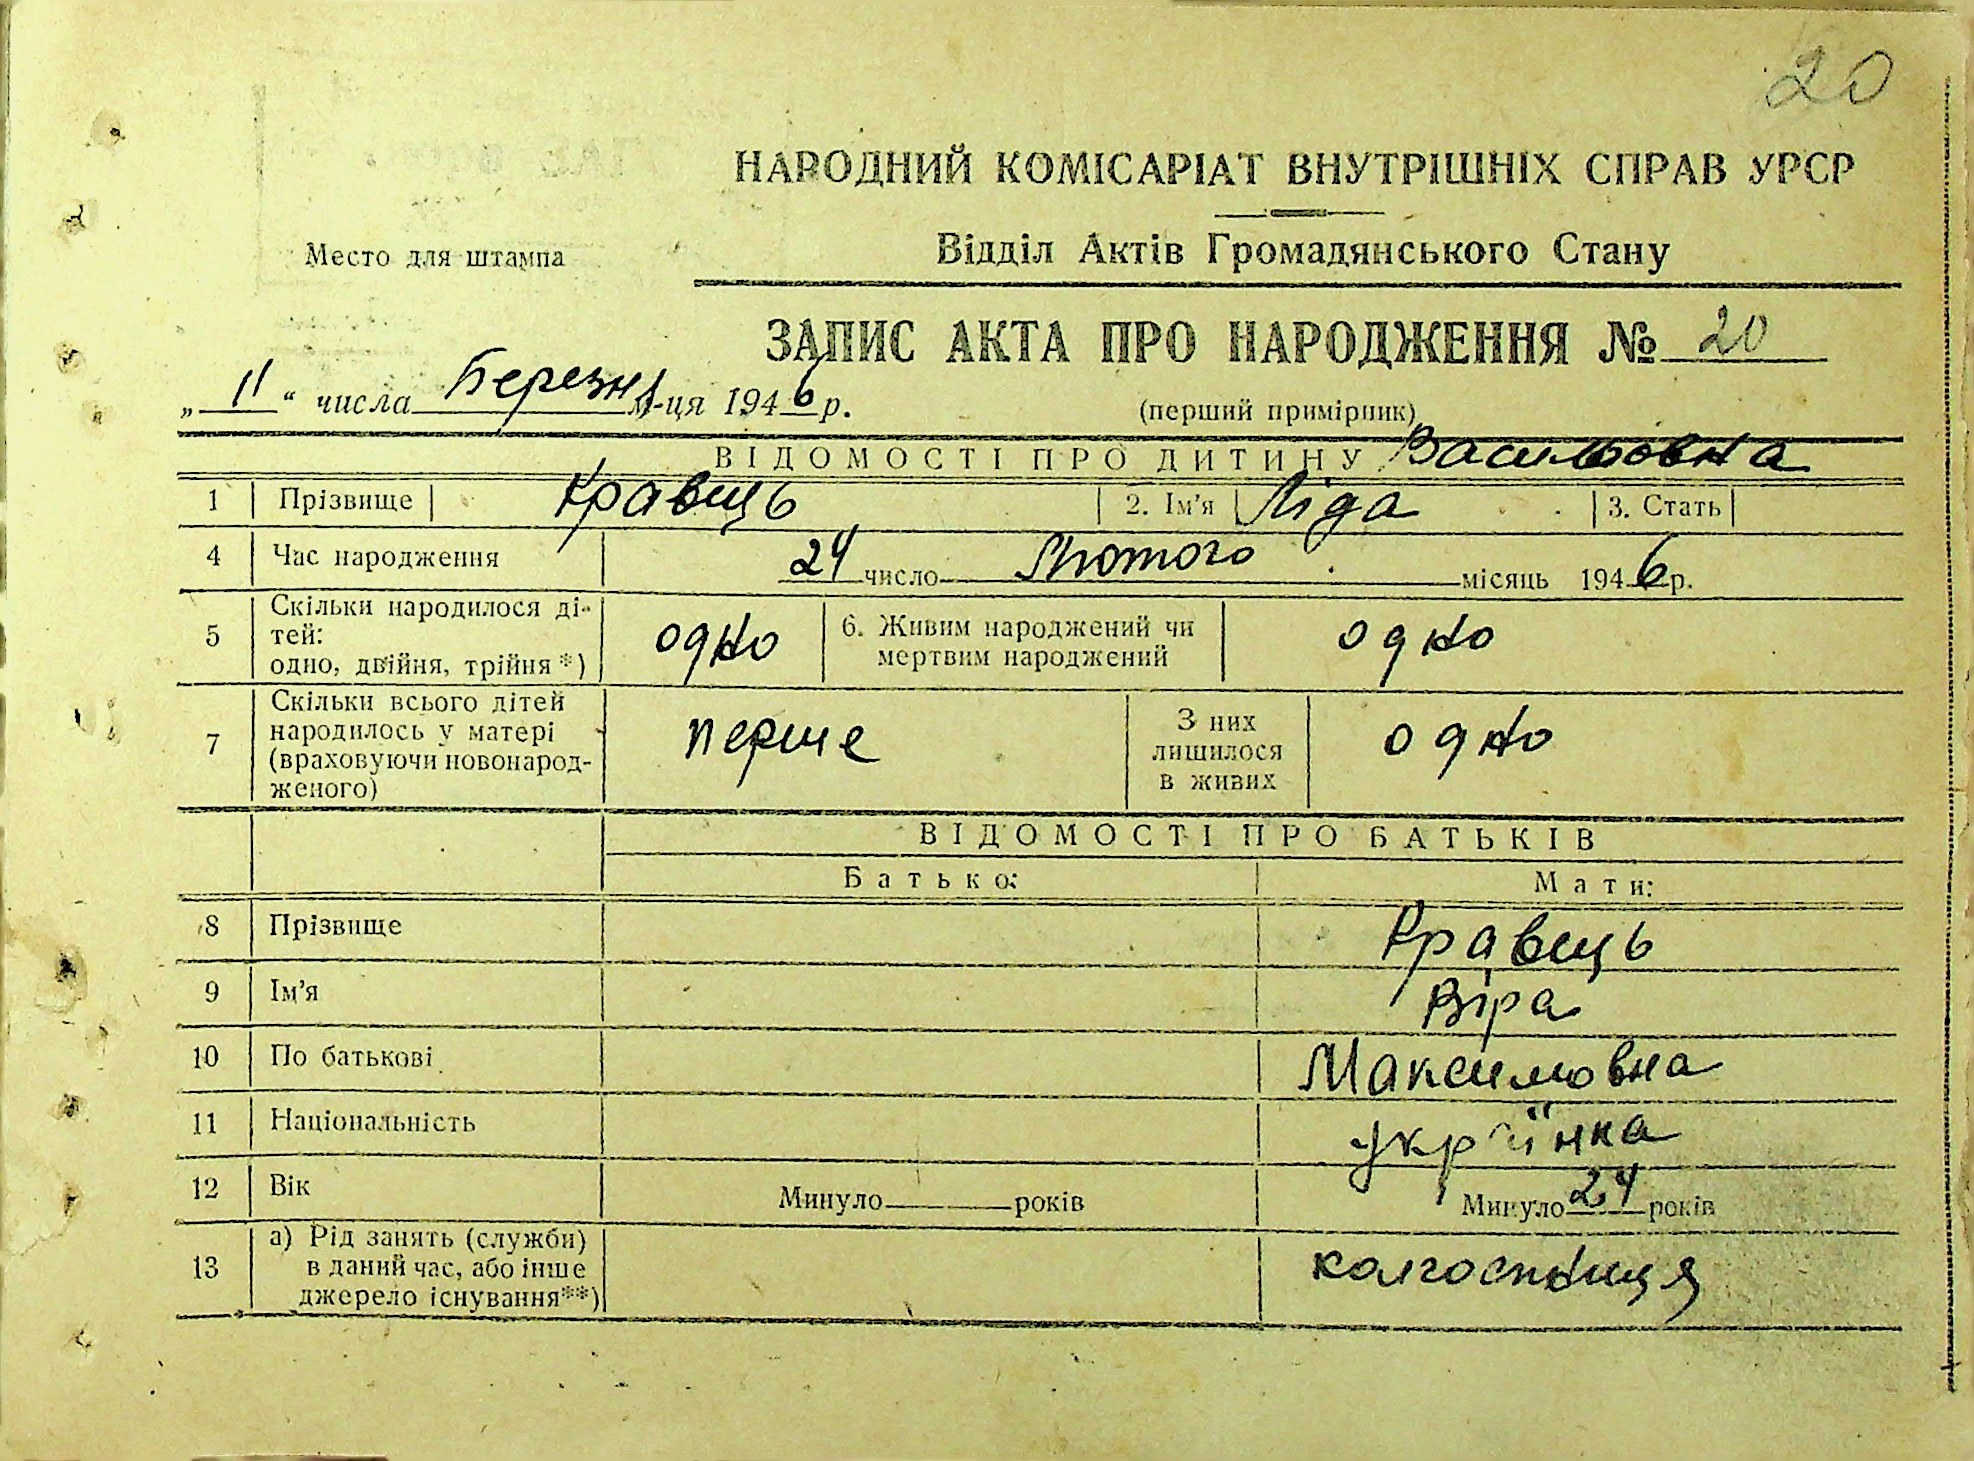 20
НАРОДНИЙ КОМІСАРІАТ ВНУТРІШНІХ СПРАВ УРСР
Место для штампа
Відділ Актів Громадянського Стану
ЗАПИС АКТА ПРО НАРОДЖЕННЯ № 20
„ 11 “ числа Березня м-ця 1946 р.
(перший примірник)
ВІДОМОСТІ ПРО ДИТИНУ Васильовна
1 Прізвище Кравець 2. Ім'я Ліда 3. Стать
4 Час народження 24 число Лютого місяць 1946 р.
5 Скільки народилося ді-
тей:
одно, двійня, трійня *) одно 6. Живим народжений чи
мертвим народжений одно
7 Скільки всього дітей
народилось у матері
(враховуючи новонарод-
женого) перше З них
лишилося
в живих одно
ВІДОМОСТІ ПРО БАТЬКІВ
Батько: Мати:
8 Прізвище Кравець
9 Ім'я Віра
10 По батькові Максимовна
11 Національність українка
12 Вік Минуло років Минуло 24 років
13 а) Рід занять (служби)
в даний час, або інше
джерело існування**) колгоспниця